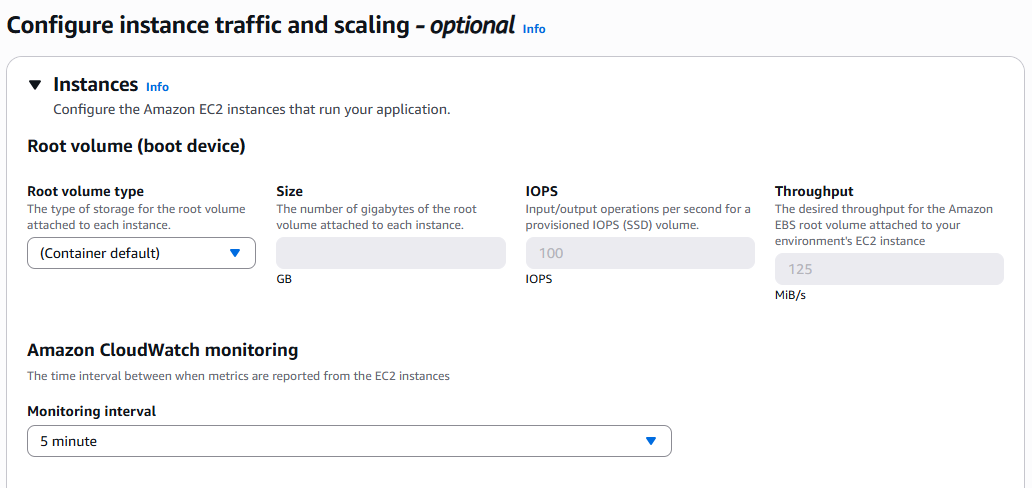 Configure instance traffic and scaling - optional Info
Instances Info
Configure the Amazon EC2 instances that run your application.
Root volume (boot device)
Root volume type
The type of storage for the root volume
attached to each instance.
(Container default)
Size
The number of gigabytes of the root
volume attached to each instance.
GB
IOPS
Input/output operations per second for a
provisioned IOPS (SSD) volume.
100
IOPS
Throughput
The desired throughput for the Amazon
EBS root volume attached to your
environment's EC2 instance
125
MiB/s
Amazon CloudWatch monitoring
The time interval between when metrics are reported from the EC2 instances
Monitoring interval
5 minute